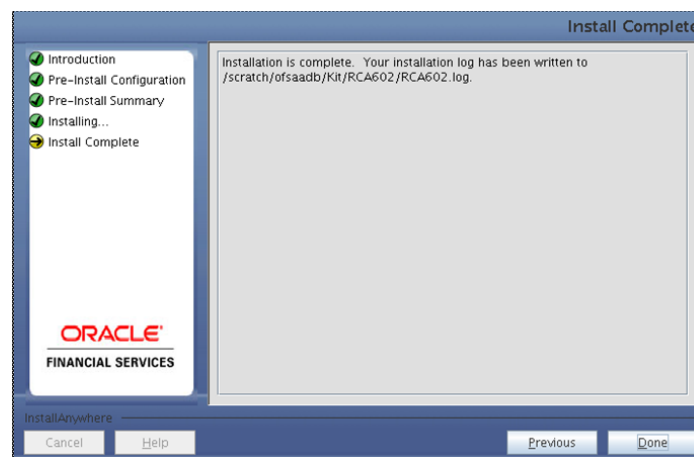 Install Complete
Introduction
Pre-Install Configuration
Pre-Install Summary
Installing...
Install Complete
Installation is complete.  Your installation log has been written to
/scratch/ofsaadb/Kit/RCA602/RCA602.log.
ORACLE
FINANCIAL SERVICES
InstallAnywhere
Cancel
Help
Previous
Done